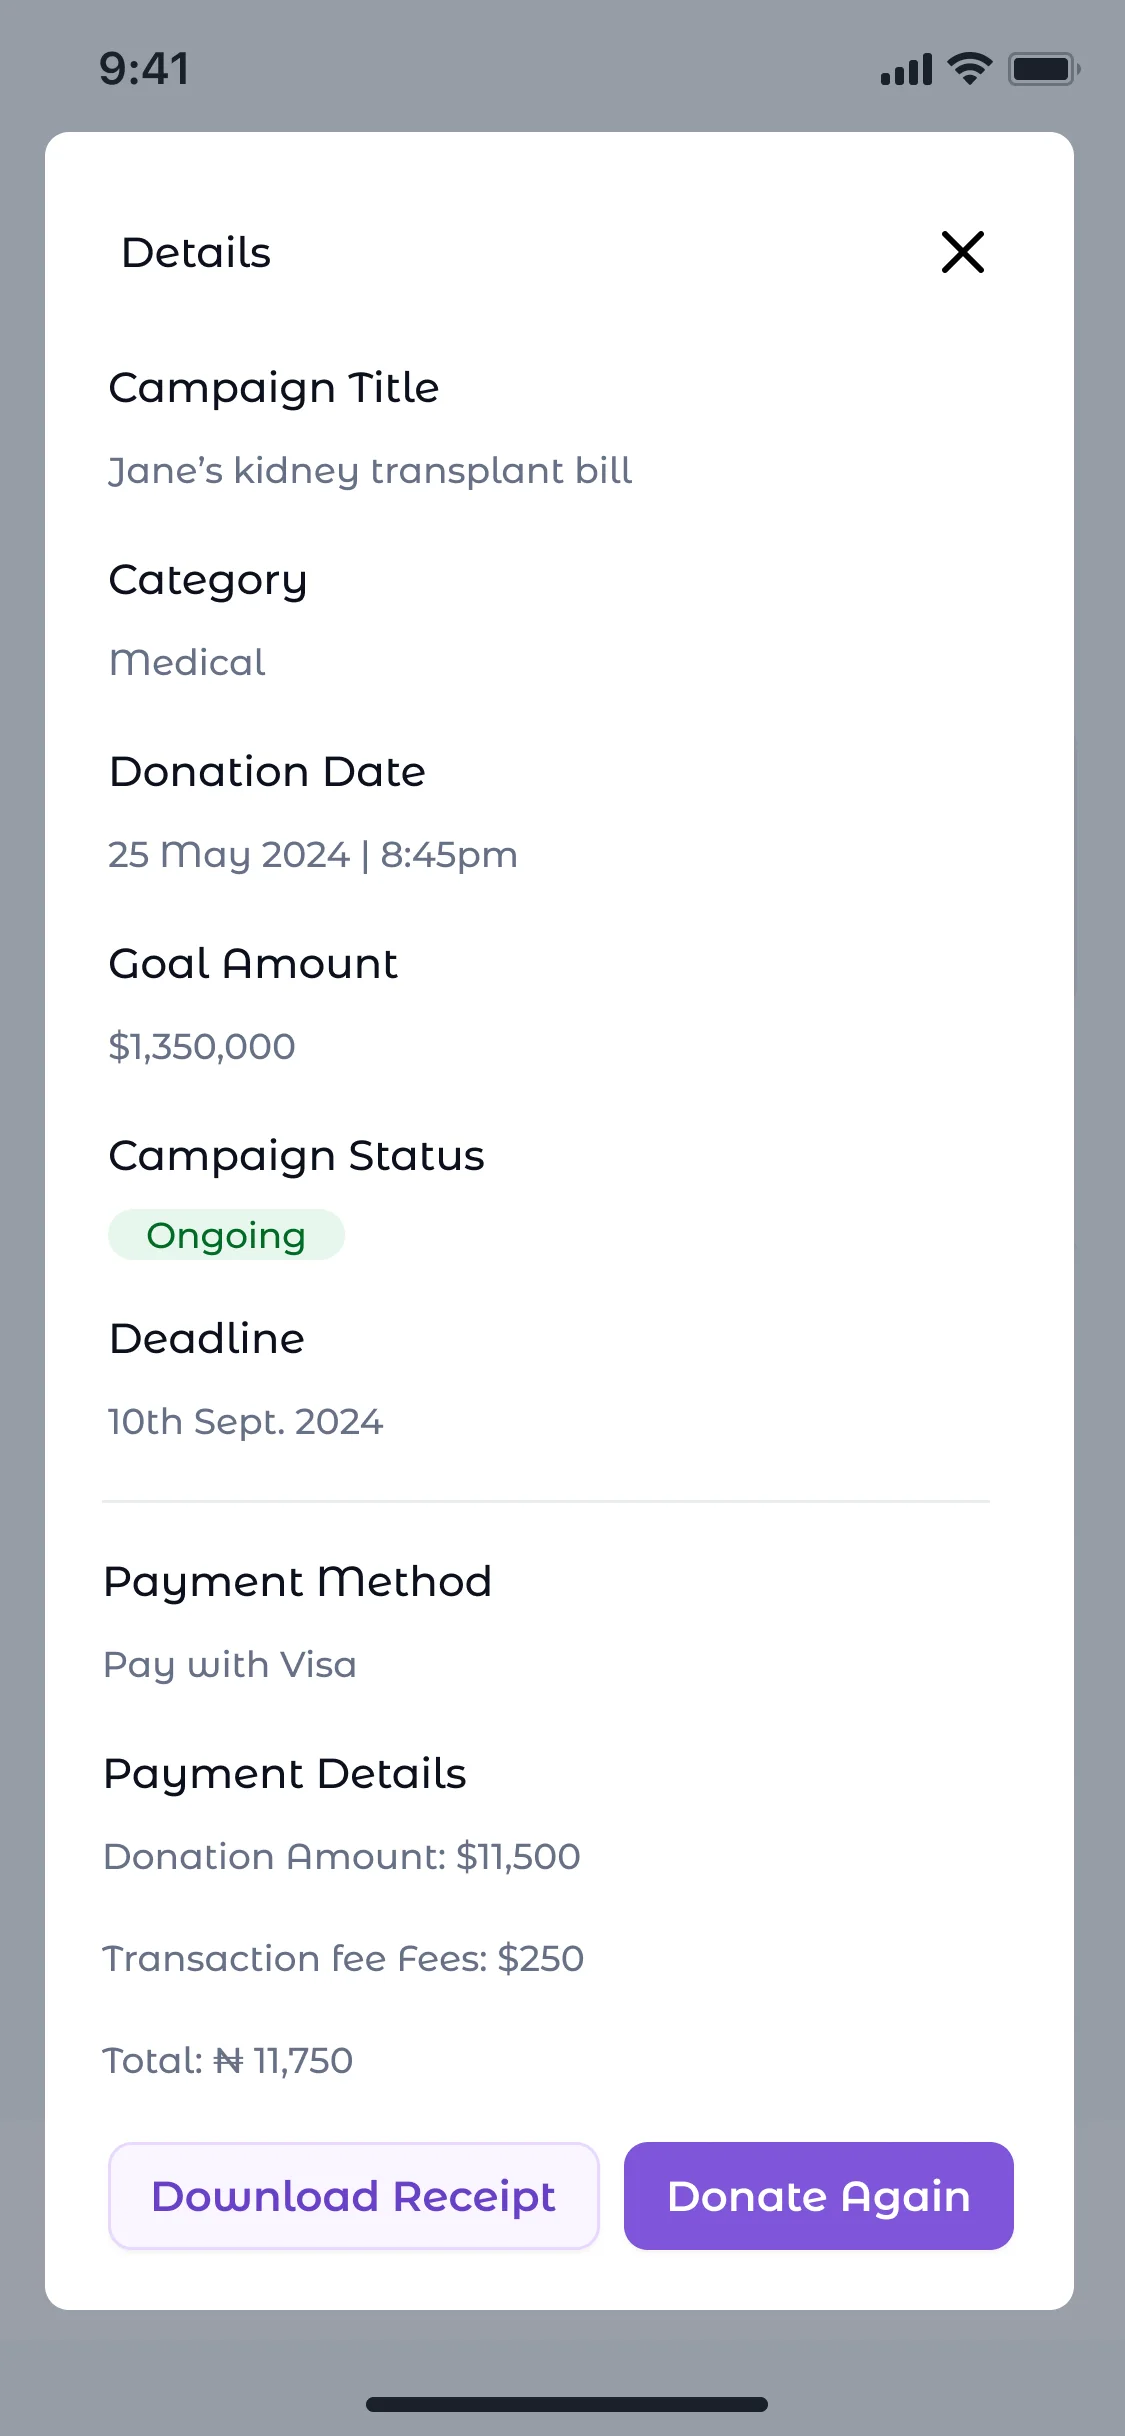 9:41
Details
Campaign Title
Jane’s kidney transplant bill
Category
Medical
Donation Date
25 May 2024 | 8:45pm
Goal Amount
$1,350,000
Campaign Status
Ongoing
Deadline
10th Sept. 2024
Payment Method
Pay with Visa
Payment Details
Donation Amount: $11,500
Transaction fee Fees: $250
Total: ₦ 11,750
Download Receipt
Donate Again